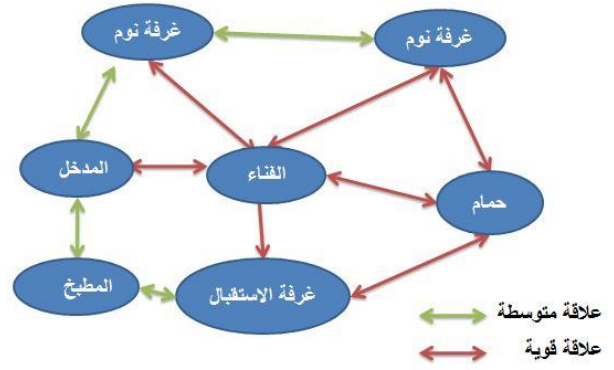 غرفة نوم
غرفة نوم
المدخل
الفناء
حمام
المطبخ
غرفة الاستقبال
علاقة متوسطة
علاقة قوية